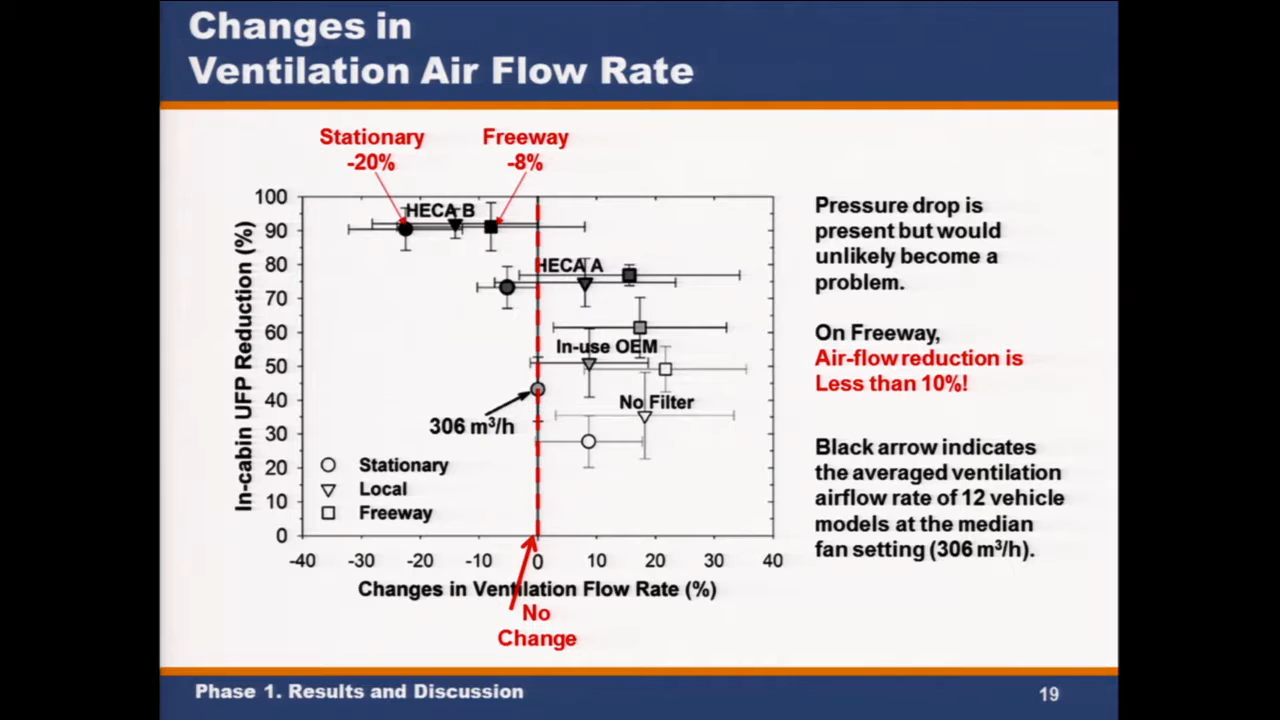 Changes in
Ventilation Air Flow Rate
Stationary
-20%
Freeway
-8%
In-cabin UFP Reduction (%)
100
90
80
70
60
50
40
30
20
10
0
HECA B
HECA A
In-use OEM
No Filter
306 m³/h
Stationary
Local
Freeway
-40
-30
-20
-10
0
10
20
30
40
Changes in Ventilation Flow Rate (%)
No
Change
Pressure drop is
present but would
unlikely become a
problem.
On Freeway,
Air-flow reduction is
Less than 10%!
Black arrow indicates
the averaged ventilation
airflow rate of 12 vehicle
models at the median
fan setting (306 m³/h).
Phase 1. Results and Discussion
19